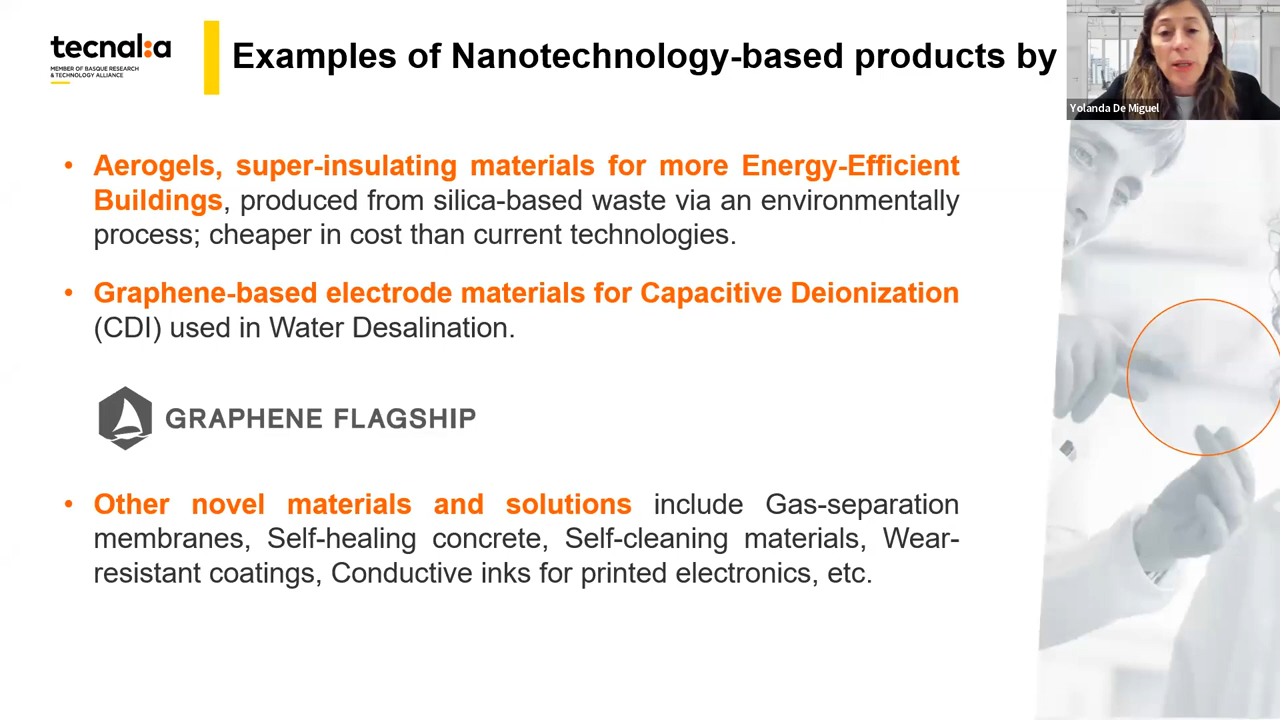 tecnal:a
MEMBER OF BASQUE RESEARCH
& TECHNOLOGY ALLIANCE
Examples of Nanotechnology-based products by
Yolanda De Miguel
• Aerogels, super-insulating materials for more Energy-Efficient
Buildings, produced from silica-based waste via an environmentally
process; cheaper in cost than current technologies.
• Graphene-based electrode materials for Capacitive Deionization
(CDI) used in Water Desalination.
GRAPHENE FLAGSHIP
• Other novel materials and solutions include Gas-separation
membranes, Self-healing concrete, Self-cleaning materials, Wear-
resistant coatings, Conductive inks for printed electronics, etc.